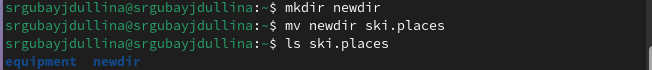 srgubayjdullina@srgubayjdullina:~$ mkdir newdir
srgubayjdullina@srgubayjdullina:~$ mv newdir ski.places
srgubayjdullina@srgubayjdullina:~$ ls ski.places
equipment  newdir